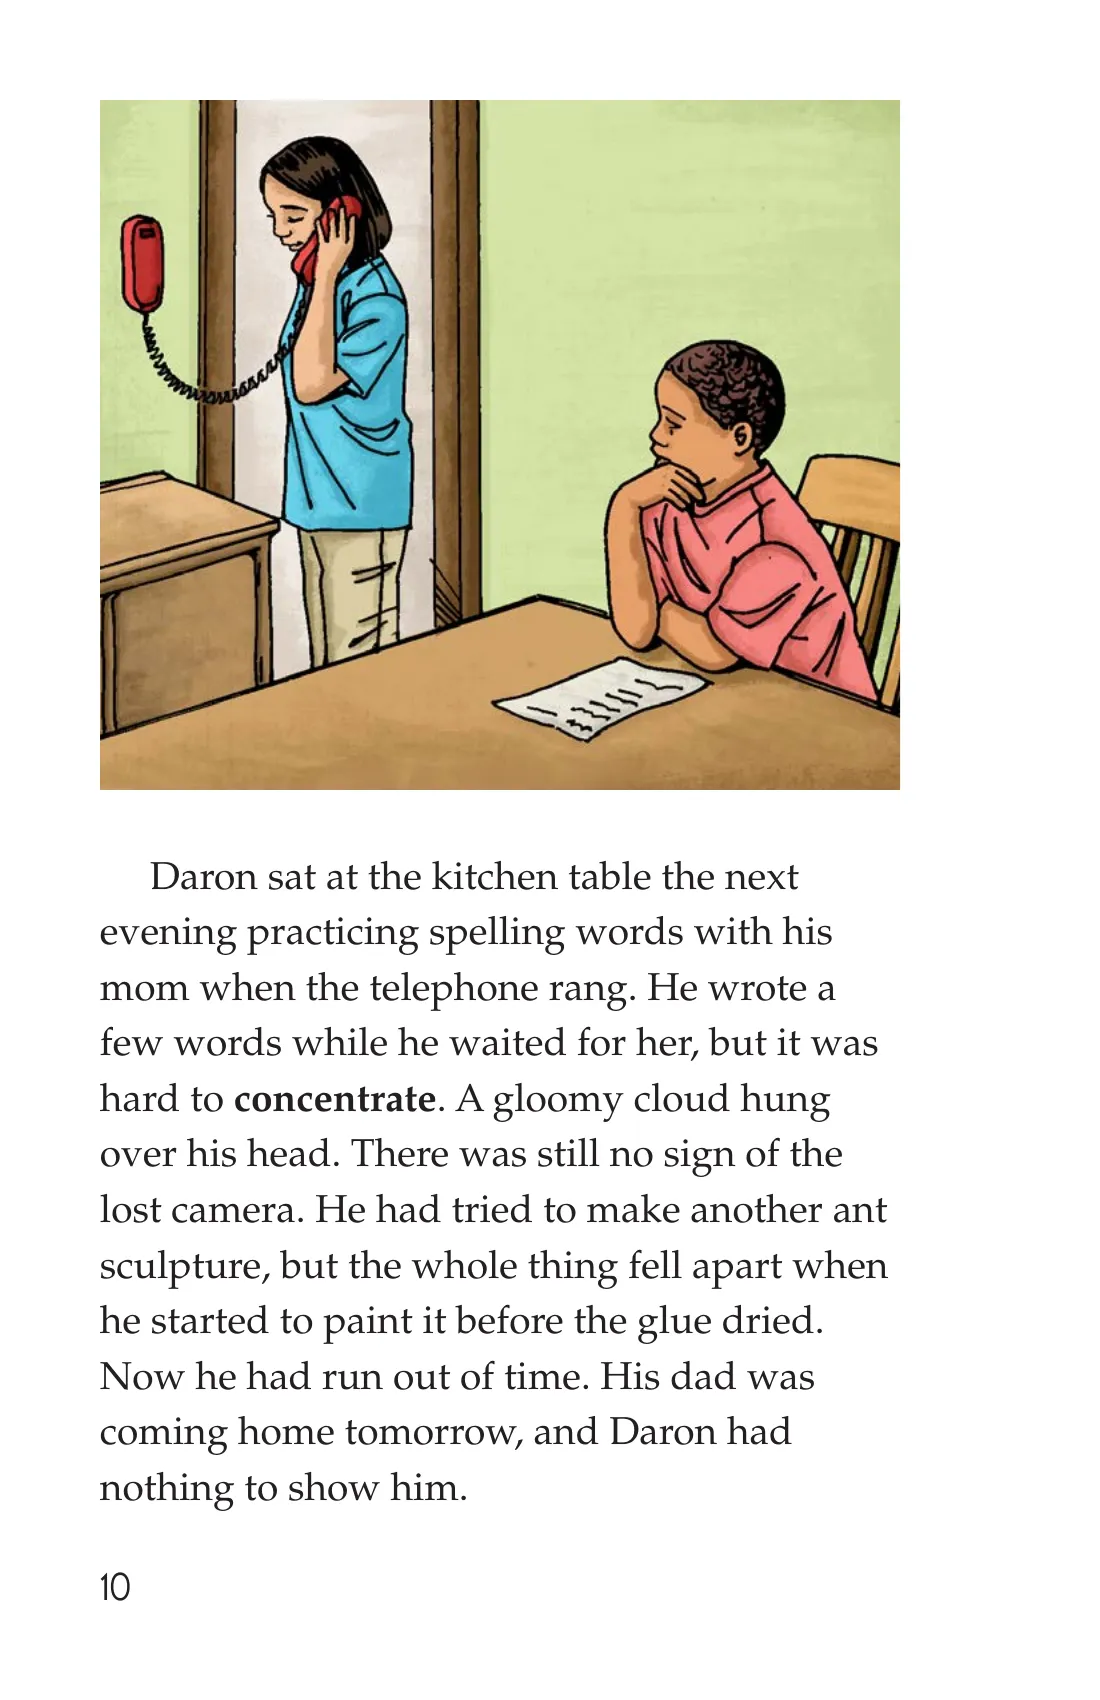 Daron sat at the kitchen table the next
evening practicing spelling words with his
mom when the telephone rang. He wrote a
few words while he waited for her, but it was
hard to concentrate. A gloomy cloud hung
over his head. There was still no sign of the
lost camera. He had tried to make another ant
sculpture, but the whole thing fell apart when
he started to paint it before the glue dried.
Now he had run out of time. His dad was
coming home tomorrow, and Daron had
nothing to show him.
10